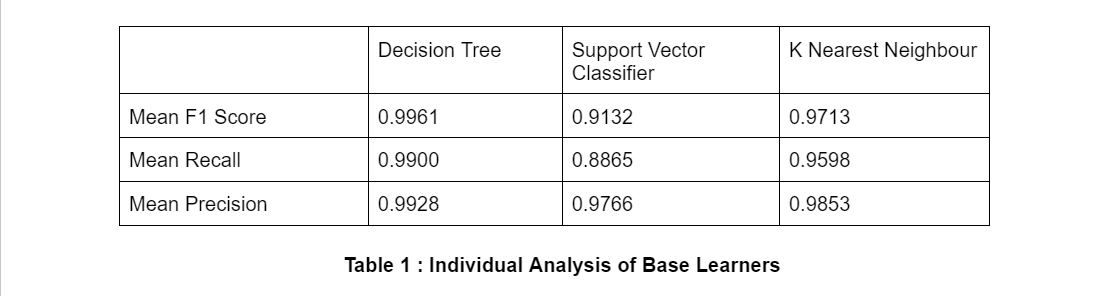 Decision Tree Support Vector Classifier K Nearest Neighbour
Mean F1 Score 0.9961 0.9132 0.9713
Mean Recall 0.9900 0.8865 0.9598
Mean Precision 0.9928 0.9766 0.9853
Table 1 : Individual Analysis of Base Learners